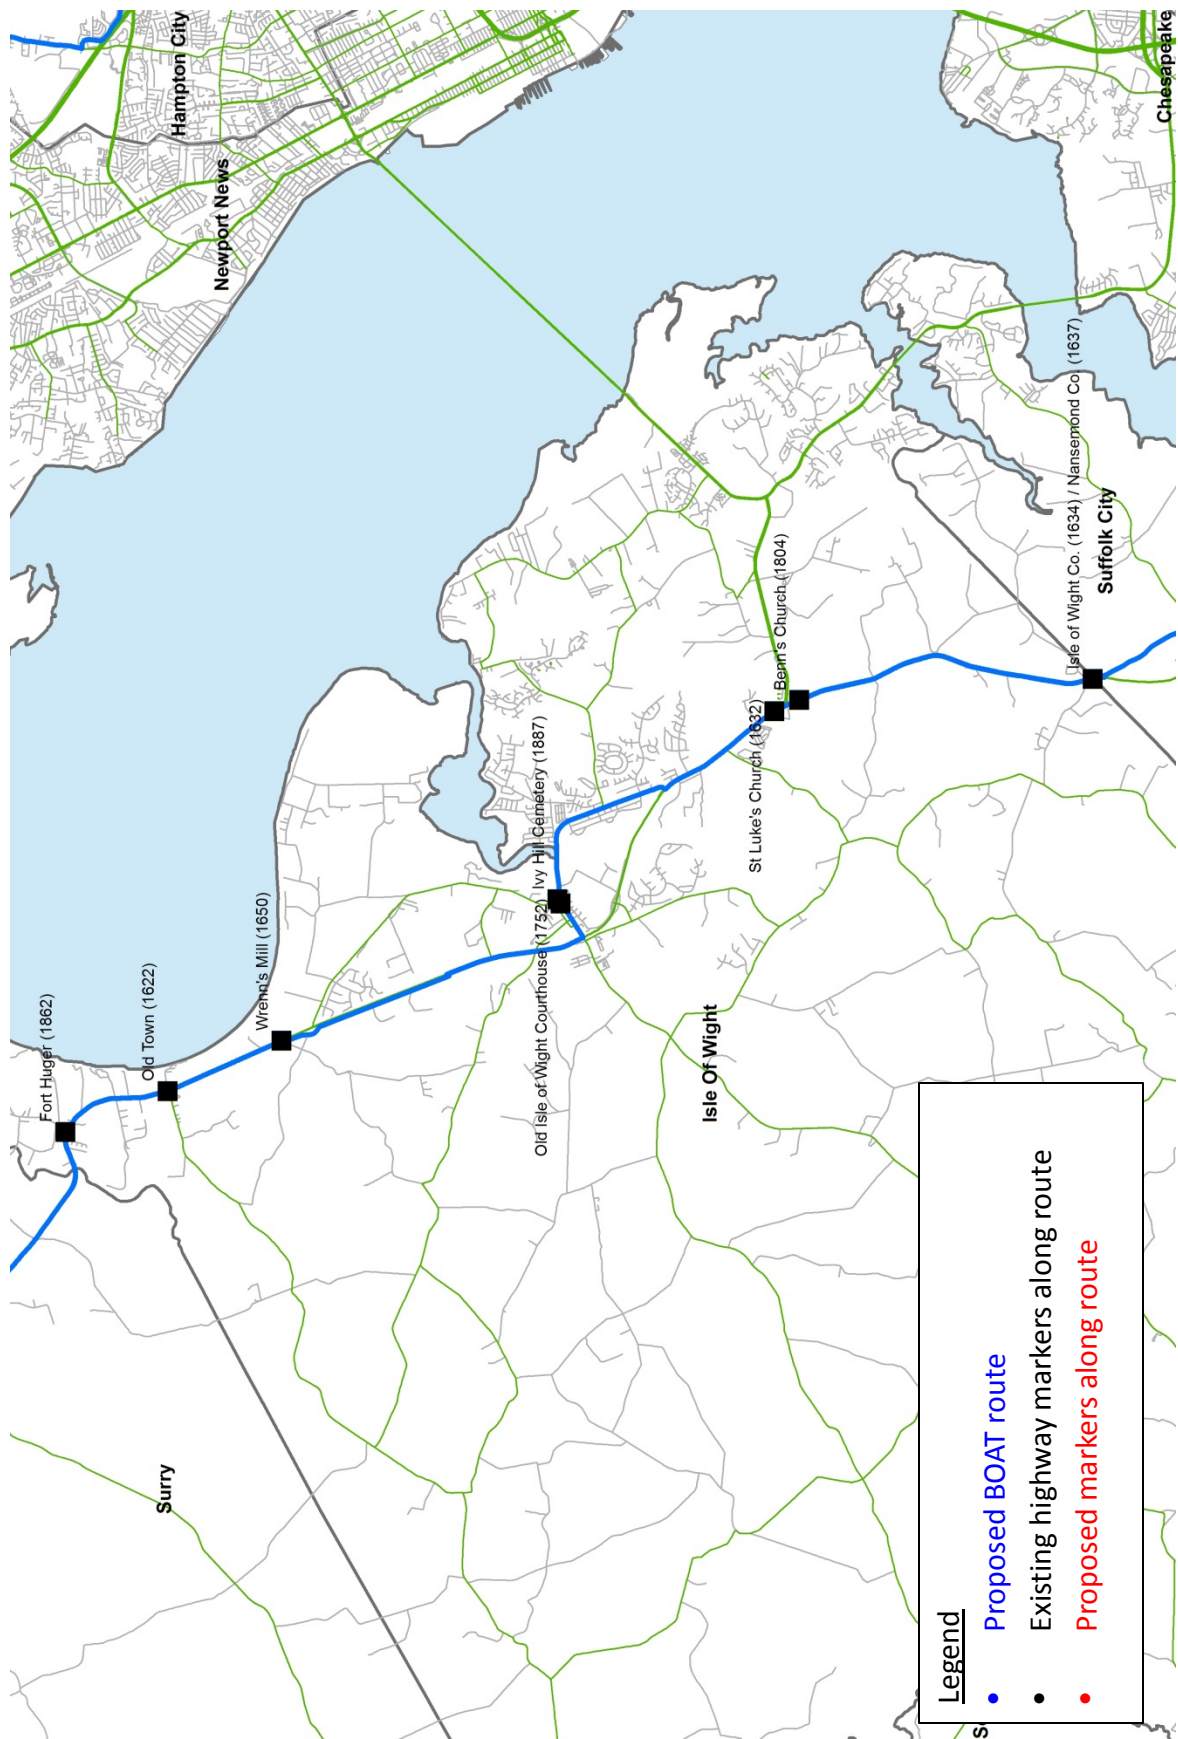 Hampton City
Newport News
Chesapeake
Fort Huger (1862)
Old Town (1622)
Wrenn's Mill (1650)
Ivy Hill Cemetery (1887)
Old Isle of Wight Courthouse (1752)
St Luke's Church (1632)
Benn's Church (1804)
Isle of Wight Co. (1634) / Nansemond Co. (1637)
Suffolk City
Isle Of Wight
Surry
Legend
• Proposed BOAT route
• Existing highway markers along route
• Proposed markers along route